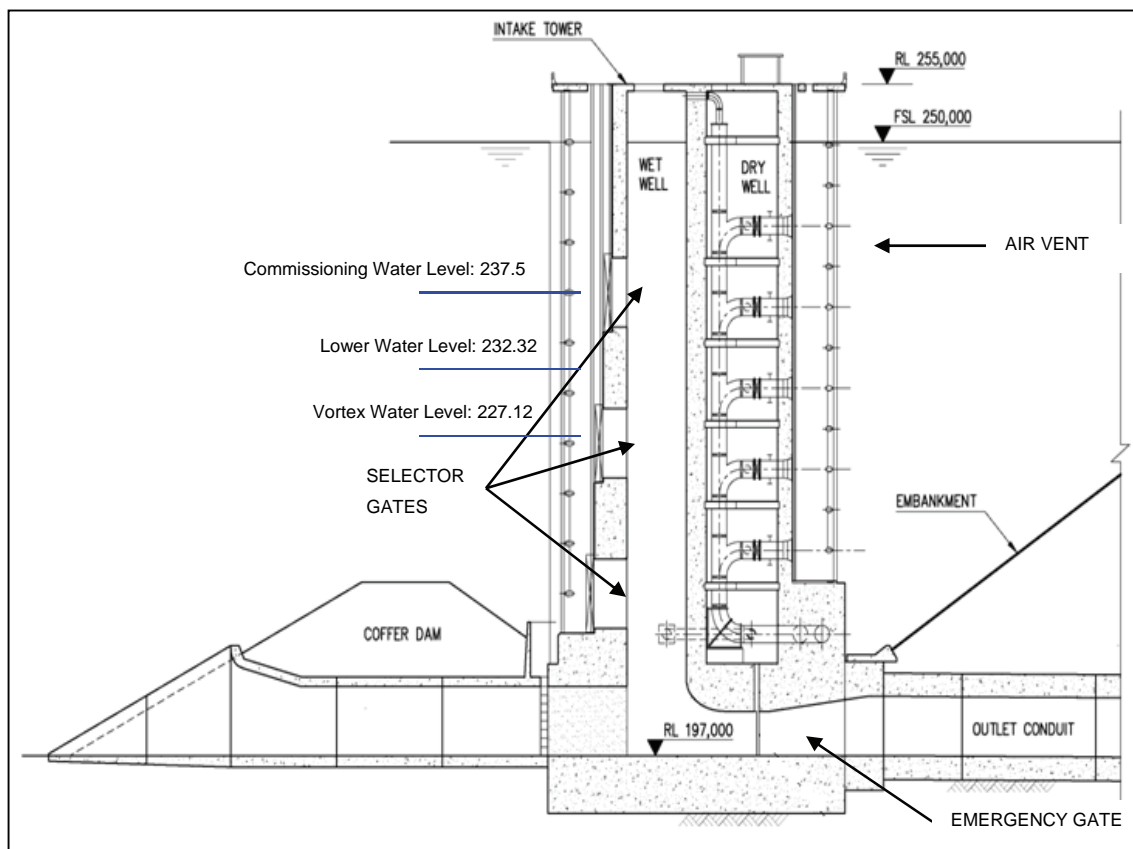 INTAKE TOWER
RL 255,000
FSL 250,000
WET
WELL
DRY
WELL
AIR VENT
Commissioning Water Level: 237.5
Lower Water Level: 232.32
Vortex Water Level: 227.12
SELECTOR
GATES
EMBANKMENT
COFFER DAM
RL 197,000
OUTLET CONDUIT
EMERGENCY GATE